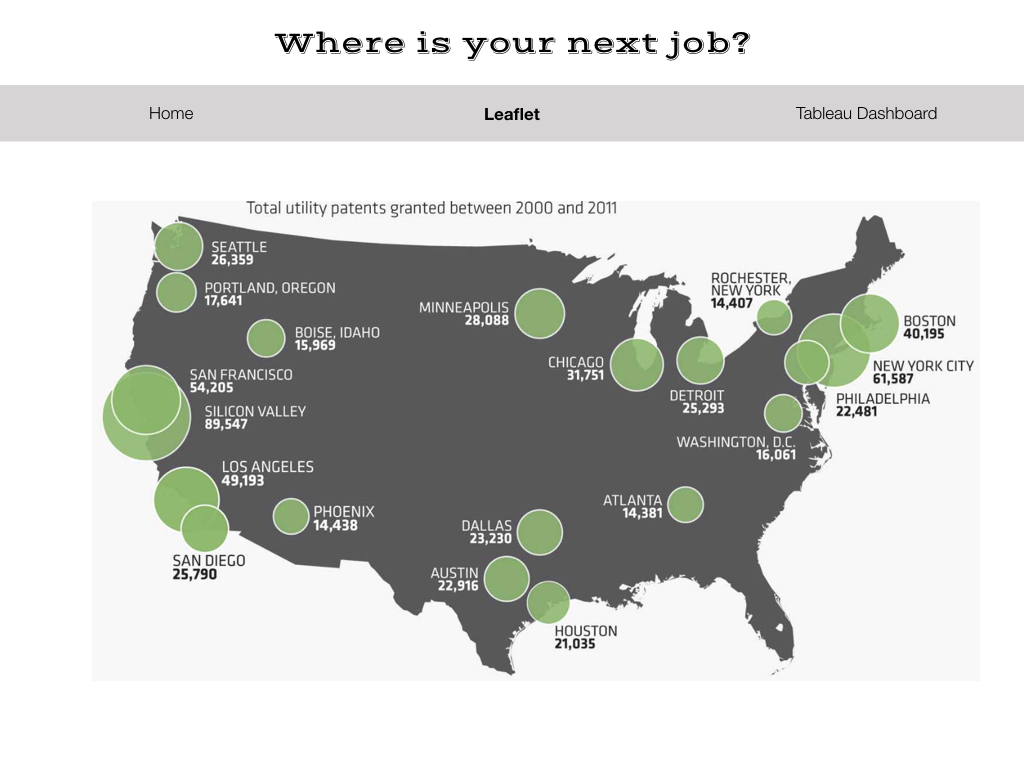 Where is your next job?
Home
Leaflet
Tableau Dashboard
Total utility patents granted between 2000 and 2011
SEATTLE
26,359
PORTLAND, OREGON
17,641
BOISE, IDAHO
15,969
SAN FRANCISCO
54,205
SILICON VALLEY
89,547
LOS ANGELES
49,193
SAN DIEGO
25,790
PHOENIX
14,438
MINNEAPOLIS
28,088
CHICAGO
31,751
DETROIT
25,293
ROCHESTER,
NEW YORK
14,407
BOSTON
40,195
NEW YORK CITY
61,587
PHILADELPHIA
22,481
WASHINGTON, D.C.
16,061
ATLANTA
14,381
DALLAS
23,230
AUSTIN
22,916
HOUSTON
21,035